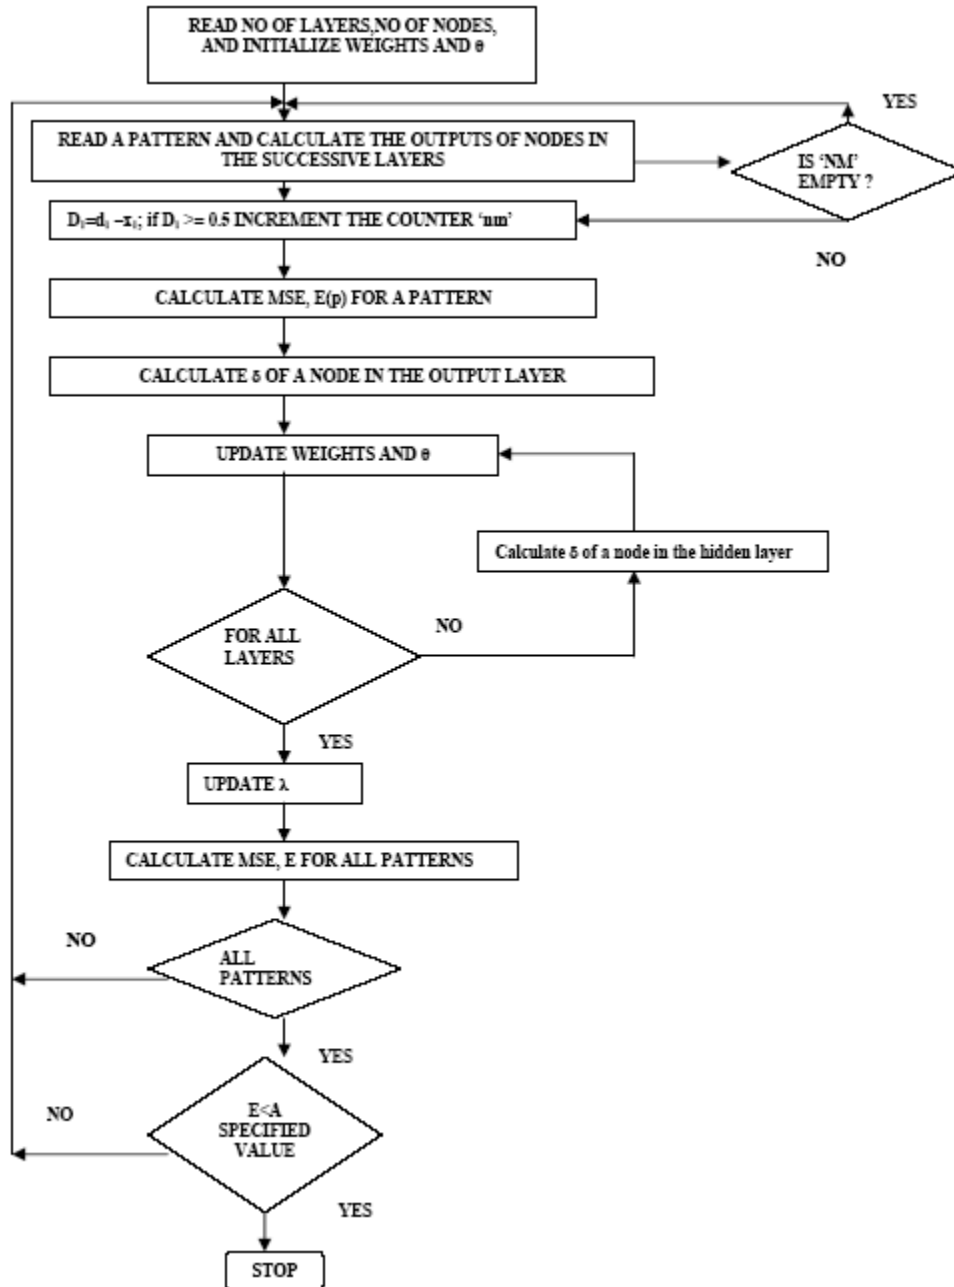 READ NO OF LAYERS,NO OF NODES,
AND INITIALIZE WEIGHTS AND θ
YES
READ A PATTERN AND CALCULATE THE OUTPUTS OF NODES IN
THE SUCCESSIVE LAYERS
IS ‘NM’
EMPTY ?
D₁=d₁ –x₁; if D₁ >= 0.5 INCREMENT THE COUNTER ‘nm’
NO
CALCULATE MSE, E(p) FOR A PATTERN
CALCULATE δ OF A NODE IN THE OUTPUT LAYER
UPDATE WEIGHTS AND θ
Calculate δ of a node in the hidden layer
FOR ALL
LAYERS
NO
YES
UPDATE λ
CALCULATE MSE, E FOR ALL PATTERNS
NO
ALL
PATTERNS
YES
NO
E<A
SPECIFIED
VALUE
YES
STOP